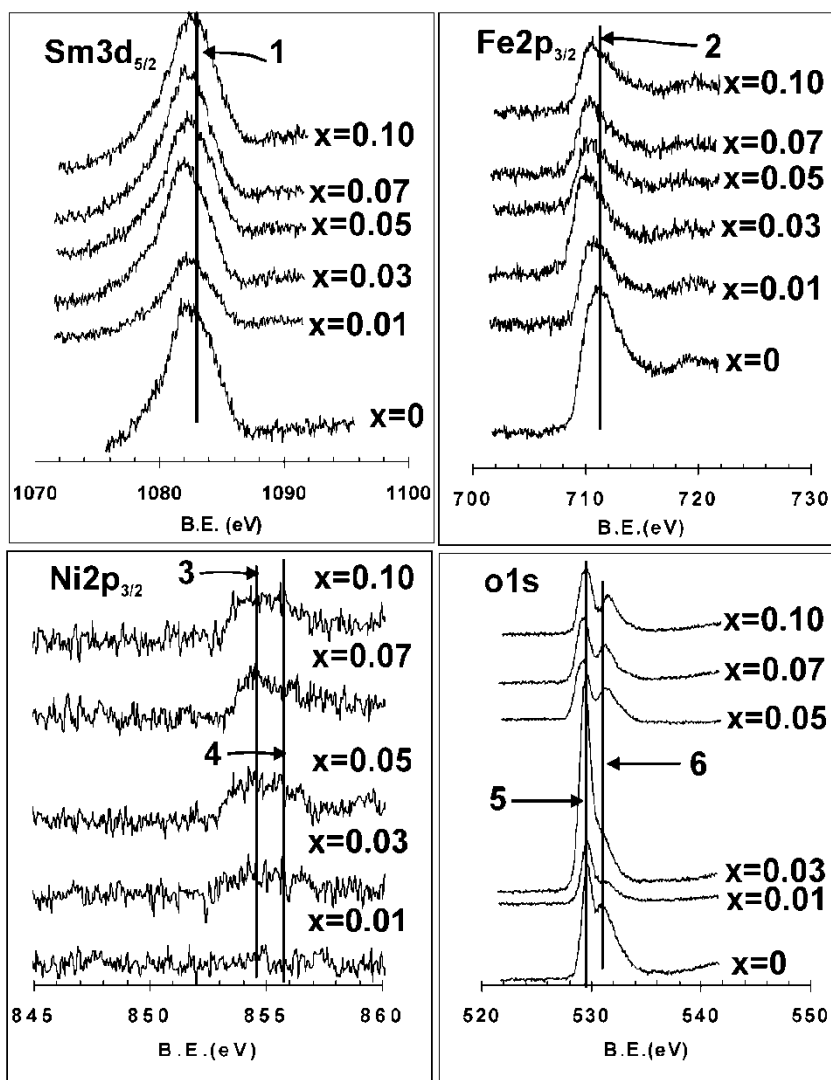 Sm3d5/2
1
x=0.10
x=0.07
x=0.05
x=0.03
x=0.01
x=0
1070 1080 1090 1100
B.E. (eV)
Fe2p3/2
2
x=0.10
x=0.07
x=0.05
x=0.03
x=0.01
x=0
700 710 720 730
B.E.(eV)
Ni2p3/2
3
x=0.10
x=0.07
4
x=0.05
x=0.03
x=0.01
845 850 855 860
B.E.(eV)
o1s
x=0.10
x=0.07
x=0.05
6
5
x=0.03
x=0.01
x=0
520 530 540 550
B.E.(eV)